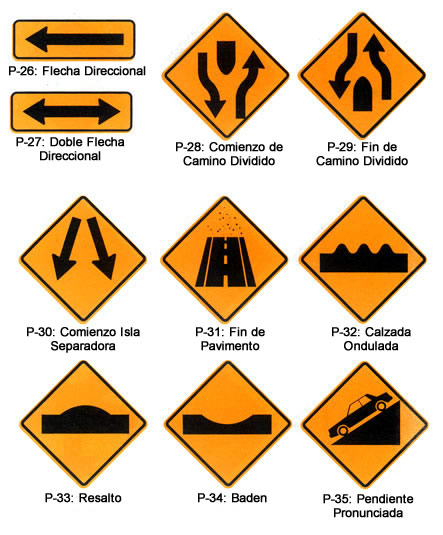 P-26: Flecha Direccional
P-27: Doble Flecha
Direccional
P-28: Comienzo de
Camino Dividido
P-29: Fin de
Camino Dividido
P-30: Comienzo Isla
Separadora
P-31: Fin de
Pavimento
P-32: Calzada
Ondulada
P-33: Resalto
P-34: Baden
P-35: Pendiente
Pronunciada